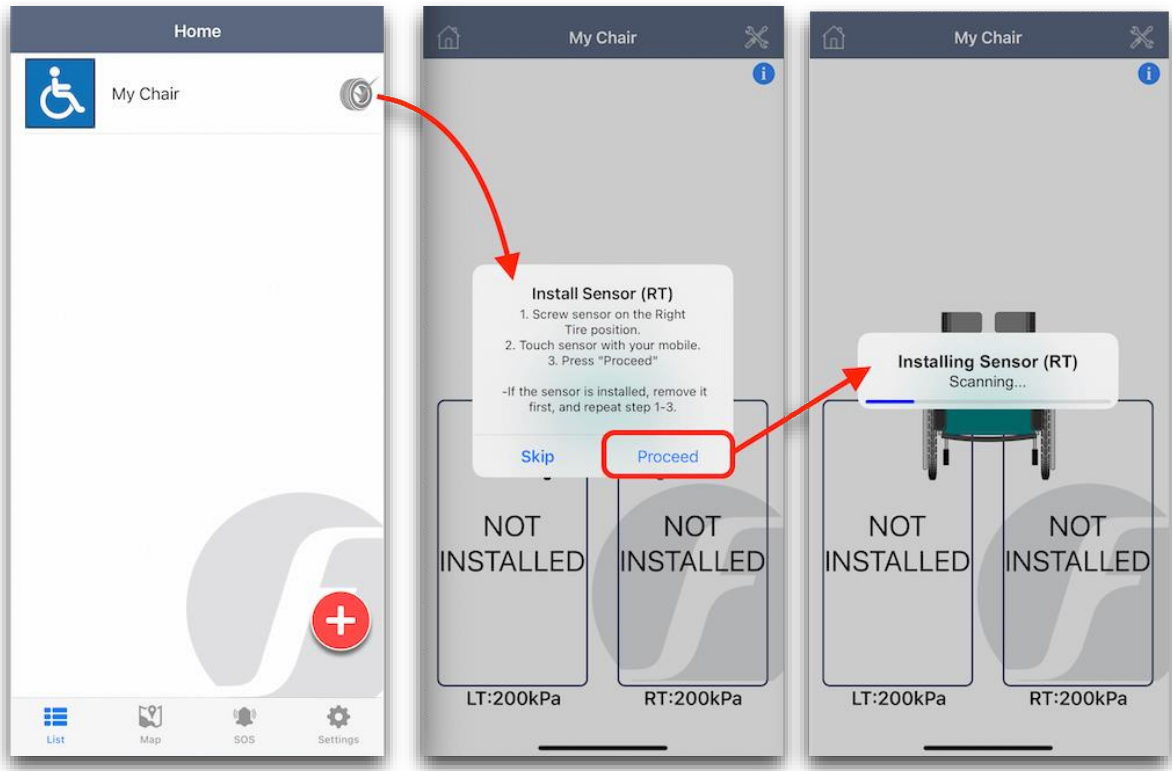 Home
My Chair
List
Map
SOS
Settings
My Chair
i
Install Sensor (RT)
1. Screw sensor on the Right
Tire position.
2. Touch sensor with your mobile.
3. Press "Proceed"
-If the sensor is installed, remove it
first, and repeat step 1-3.
Skip
Proceed
NOT
INSTALLED
NOT
INSTALLED
LT:200kPa
RT:200kPa
My Chair
i
Installing Sensor (RT)
Scanning...
NOT
INSTALLED
NOT
INSTALLED
LT:200kPa
RT:200kPa